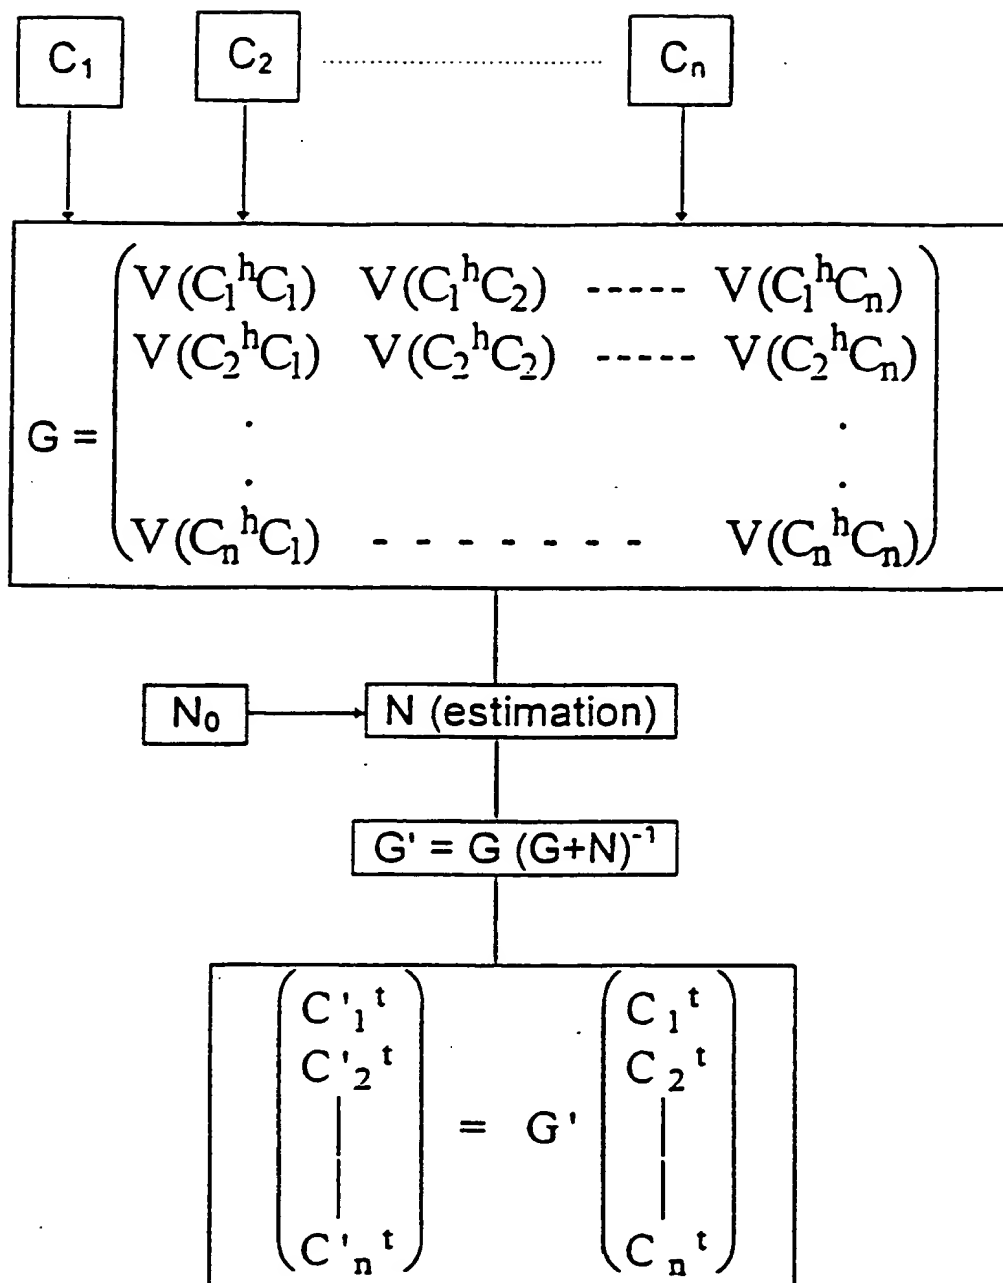 C₁ C₂ ........................ Cₙ
V(C₁ʰC₁) V(C₁ʰC₂) ----- V(C₁ʰCₙ)
V(C₂ʰC₁) V(C₂ʰC₂) ----- V(C₂ʰCₙ)
G =
V(CₙʰC₁) - - - - - - - V(CₙʰCₙ)
N₀ N (estimation)
G' = G (G+N)⁻¹
C'₁ᵗ C₁ᵗ
C'₂ᵗ C₂ᵗ
= G'
C'ₙᵗ Cₙᵗ